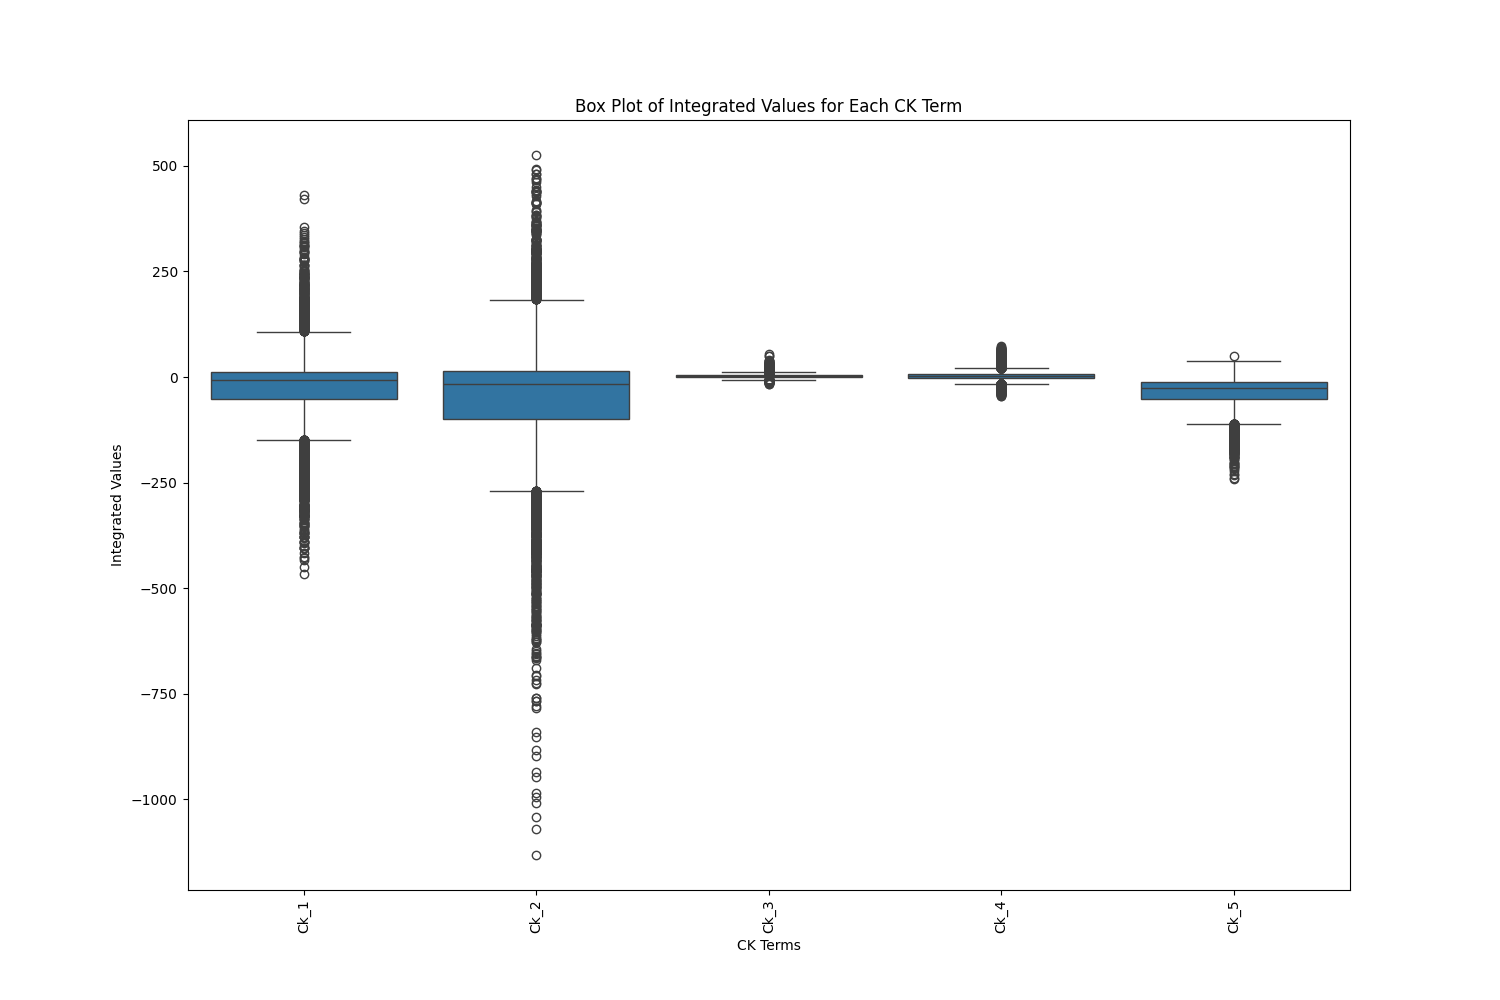 Box Plot of Integrated Values for Each CK Term
500
250
0
−250
−500
−750
−1000
Integrated Values
Ck_1
Ck_2
Ck_3
Ck_4
Ck_5
CK Terms